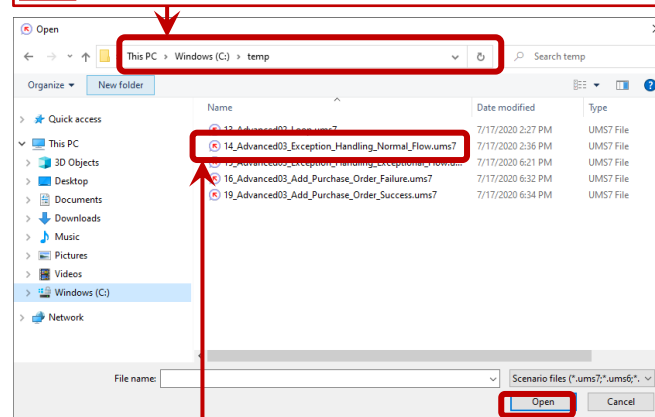 Open
This PC > Windows (C:) > temp
Search temp
Organize
New folder
Name
Date modified
Type
Quick access
This PC
3D Objects
Desktop
Documents
Downloads
Music
Pictures
Videos
Windows (C:)
Network
13_Advanced02_Loop.ums7 7/17/2020 2:27 PM UMS7 File
14_Advanced03_Exception_Handling_Normal_Flow.ums7 7/17/2020 2:36 PM UMS7 File
15_Advanced03_Exception_Handling_Exceptional_Flow.u... 7/17/2020 6:21 PM UMS7 File
16_Advanced03_Add_Purchase_Order_Failure.ums7 7/17/2020 6:32 PM UMS7 File
19_Advanced03_Add_Purchase_Order_Success.ums7 7/17/2020 6:34 PM UMS7 File
File name:
Scenario files (*.ums7;*.ums6;*.
Open
Cancel